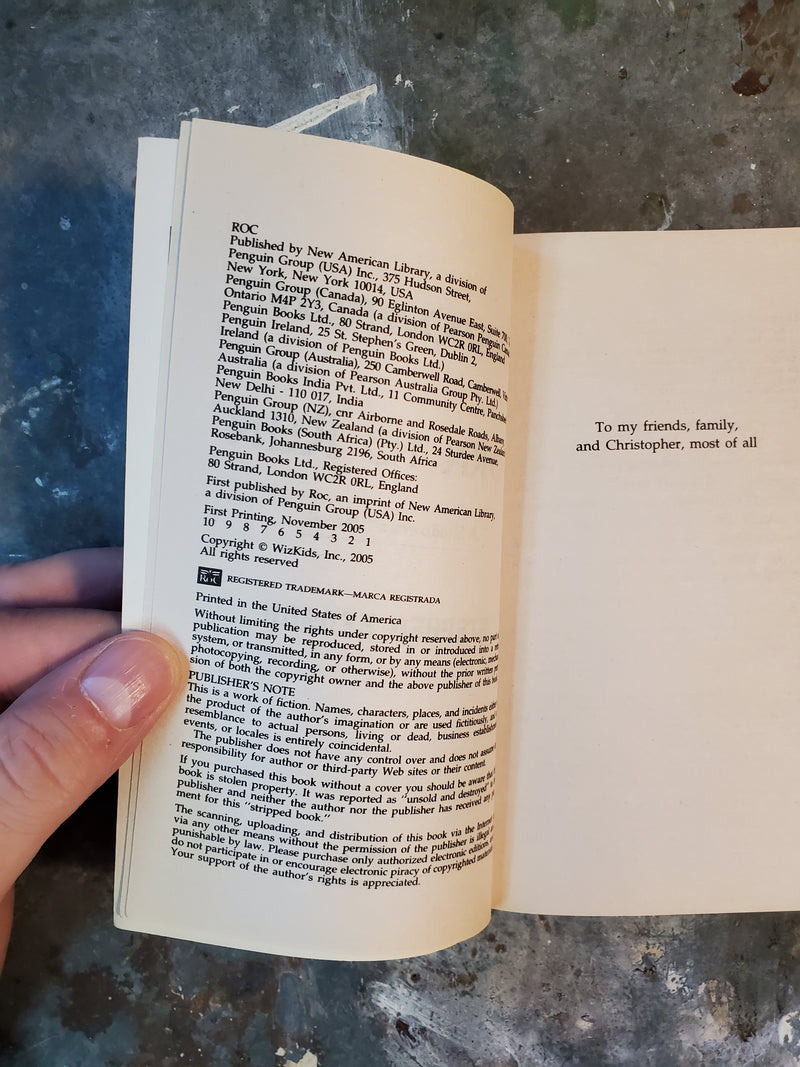 ROC
Published by New American Library, a division of
Penguin Group (USA) Inc., 375 Hudson Street,
New York, New York 10014, USA
Penguin Group (Canada), 90 Eglinton Avenue East, Suite
Ontario M4P 2Y3, Canada (a division of Pearson Penguin
Penguin Books Ltd., 80 Strand, London WC2R 0RL, England
Penguin Ireland, 25 St. Stephen's Green, Dublin 2,
Ireland (a division of Penguin Books Ltd.)
Penguin Group (Australia), 250 Camberwell Road, Camberwell,
Australia (a division of Pearson Australia Group Pty. Ltd.)
Penguin Books India Pvt. Ltd., 11 Community Centre,
New Delhi - 110 017, India
Penguin Group (NZ), cnr Airborne and Rosedale Roads, Albany
Auckland 1310, New Zealand (a division of Pearson New
Penguin Books (South Africa) (Pty.) Ltd., 24 Sturdee Avenue,
Rosebank, Johannesburg 2196, South Africa
Penguin Books Ltd., Registered Offices:
80 Strand, London WC2R 0RL, England
First published by Roc, an imprint of New American Library,
a division of Penguin Group (USA) Inc.
First Printing, November 2005
10 9 8 7 6 5 4 3 2 1
Copyright © WizKids, Inc., 2005
All rights reserved
ROC REGISTERED TRADEMARK—MARCA REGISTRADA
Printed in the United States of America
Without limiting the rights under copyright reserved above, no
publication may be reproduced, stored in or introduced into a
system, or transmitted, in any form, or by any means (electronic,
photocopying, recording, or otherwise), without the prior written
sion of both the copyright owner and the above publisher of this
PUBLISHER'S NOTE
This is a work of fiction. Names, characters, places, and incidents
the product of the author's imagination or are used fictitiously,
resemblance to actual persons, living or dead, business
events, or locales is entirely coincidental.
The publisher does not have any control over and does not
responsibility for author or third-party Web sites or their content.
If you purchased this book without a cover you should be aware
book is stolen property. It was reported as "unsold and destroyed"
publisher and neither the author nor the publisher has received
ment for this "stripped book."
The scanning, uploading, and distribution of this book via the
via any other means without the permission of the publisher is illegal
punishable by law. Please purchase only authorized electronic editions,
do not participate in or encourage electronic piracy of copyrighted
Your support of the author's rights is appreciated.
To my friends, family,
and Christopher, most of all